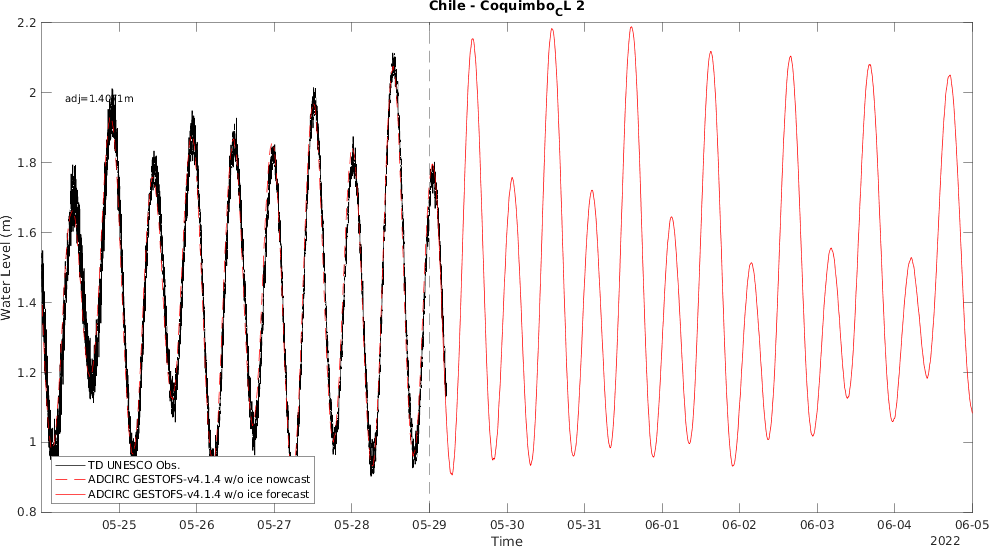 Chile - Coquimbo_CL 2
2.2
2
1.8
1.6
1.4
1.2
1
0.8
Water Level (m)
adj=1.4071m
TD UNESCO Obs.
ADCIRC GESTOFS-v4.1.4 w/o ice nowcast
ADCIRC GESTOFS-v4.1.4 w/o ice forecast
05-25 05-26 05-27 05-28 05-29 05-30 05-31 06-01 06-02 06-03 06-04 06-05
Time
2022